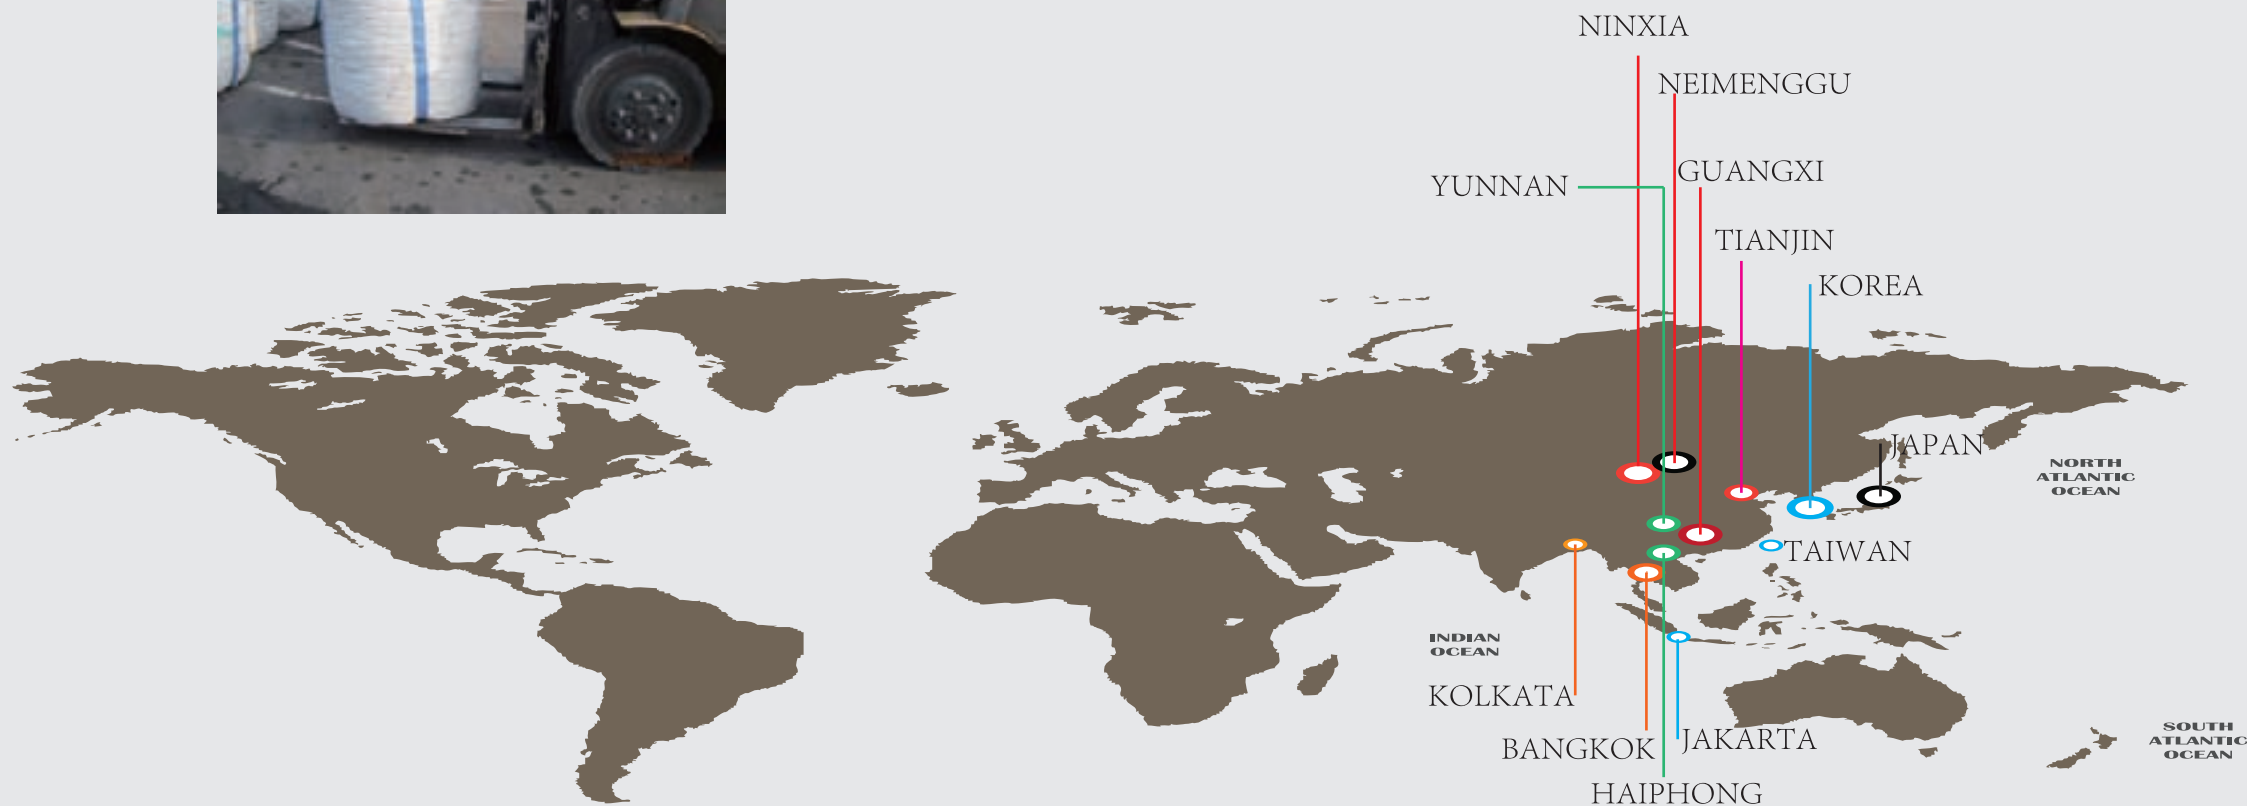 NINXIA
NEIMENGGU
GUANGXI
YUNNAN
TIANJIN
KOREA
JAPAN
NORTH
ATLANTIC
OCEAN
TAIWAN
INDIAN
OCEAN
KOLKATA
BANGKOK
JAKARTA
HAIPHONG
SOUTH
ATLANTIC
OCEAN